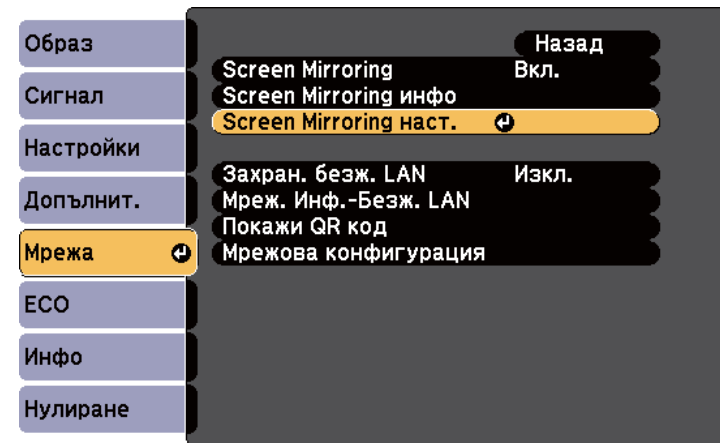 Образ
Сигнал
Настройки
Допълнит.
Мрежа
ECO
Инфо
Нулиране
Назад
Screen Mirroring Вкл.
Screen Mirroring инфо
Screen Mirroring наст.
Захран. безж. LAN Изкл.
Мреж. Инф.-Безж. LAN
Покажи QR код
Мрежова конфигурация